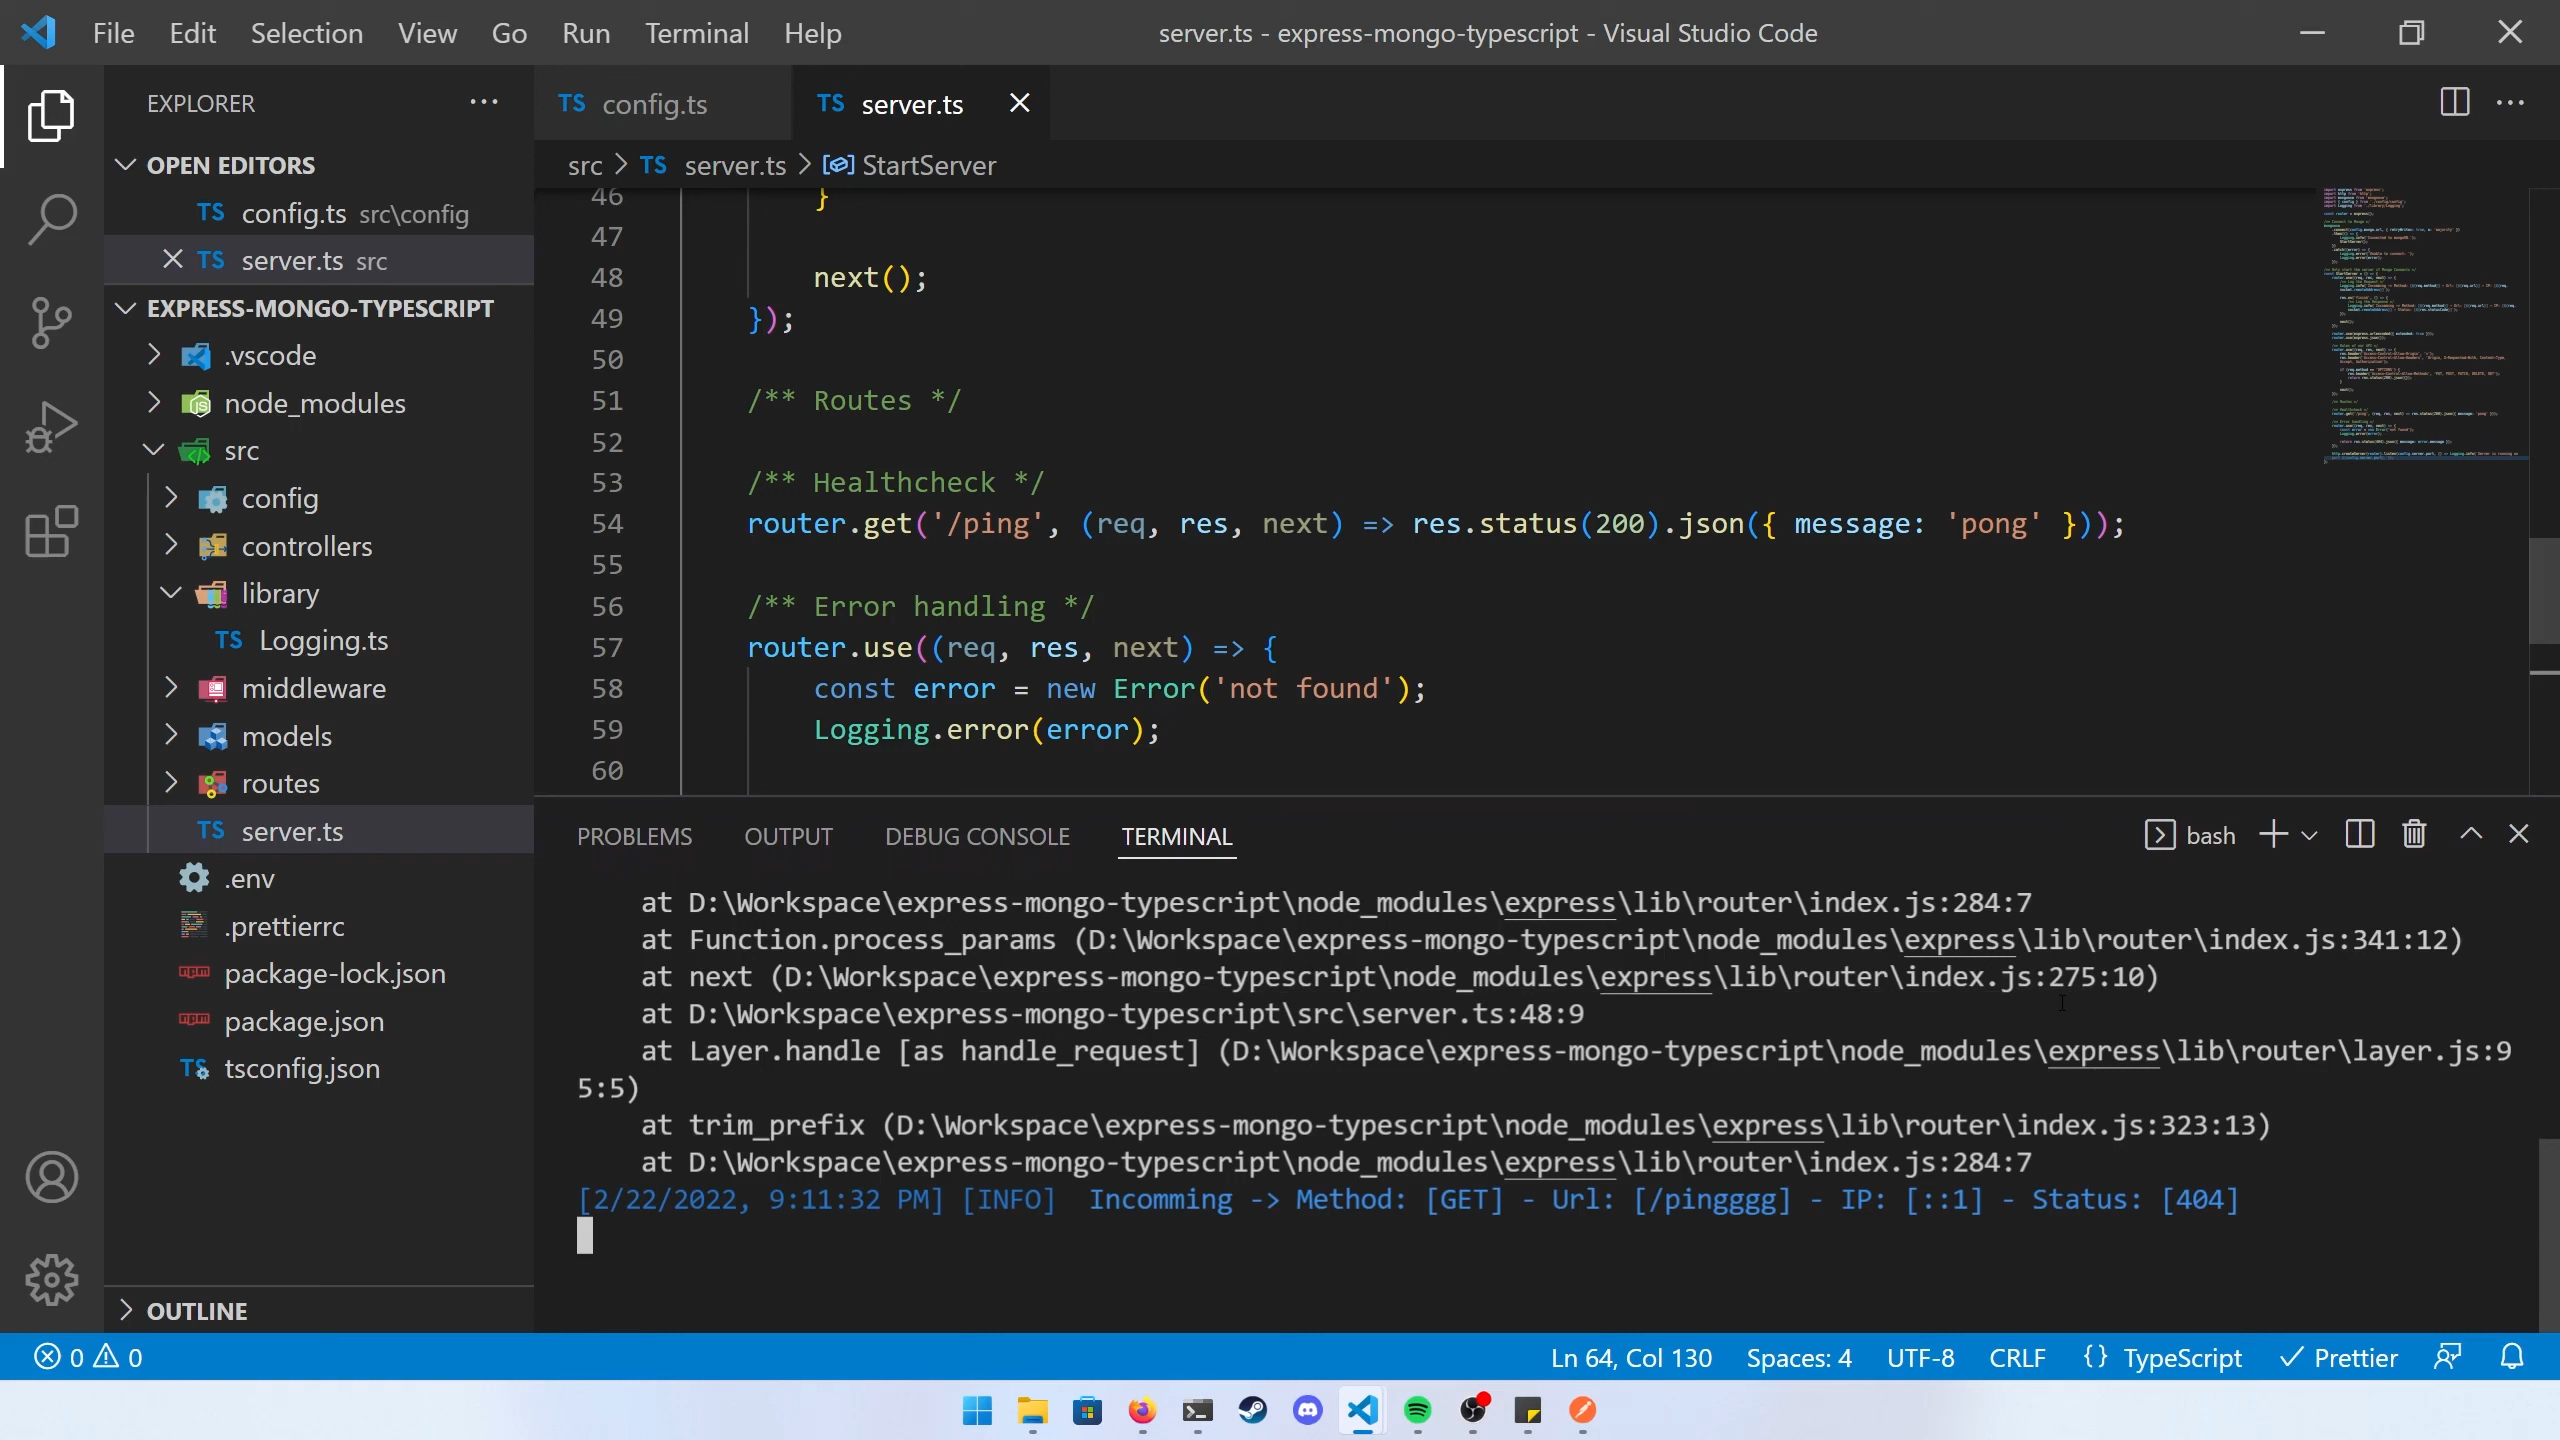 File Edit Selection View Go Run Terminal Help
server.ts - express-mongo-typescript - Visual Studio Code
EXPLORER
OPEN EDITORS
TS config.ts src\config
TS server.ts src
EXPRESS-MONGO-TYPESCRIPT
.vscode
node_modules
src
config
controllers
library
TS Logging.ts
middleware
models
routes
TS server.ts
.env
.prettierrc
package-lock.json
package.json
tsconfig.json
OUTLINE
TS config.ts
TS server.ts
src > TS server.ts > StartServer
46 }
47
48 next();
49 });
50
51 /** Routes */
52
53 /** Healthcheck */
54 router.get('/ping', (req, res, next) => res.status(200).json({ message: 'pong' }));
55
56 /** Error handling */
57 router.use((req, res, next) => {
58 const error = new Error('not found');
59 Logging.error(error);
60
PROBLEMS OUTPUT DEBUG CONSOLE TERMINAL
bash
at D:\Workspace\express-mongo-typescript\node_modules\express\lib\router\index.js:284:7
at Function.process_params (D:\Workspace\express-mongo-typescript\node_modules\express\lib\router\index.js:341:12)
at next (D:\Workspace\express-mongo-typescript\node_modules\express\lib\router\index.js:275:10)
at D:\Workspace\express-mongo-typescript\src\server.ts:48:9
at Layer.handle [as handle_request] (D:\Workspace\express-mongo-typescript\node_modules\express\lib\router\layer.js:9
5:5)
at trim_prefix (D:\Workspace\express-mongo-typescript\node_modules\express\lib\router\index.js:323:13)
at D:\Workspace\express-mongo-typescript\node_modules\express\lib\router\index.js:284:7
[2/22/2022, 9:11:32 PM] [INFO] Incomming -> Method: [GET] - Url: [/pingggg] - IP: [::1] - Status: [404]
0 0
Ln 64, Col 130 Spaces: 4 UTF-8 CRLF {} TypeScript Prettier